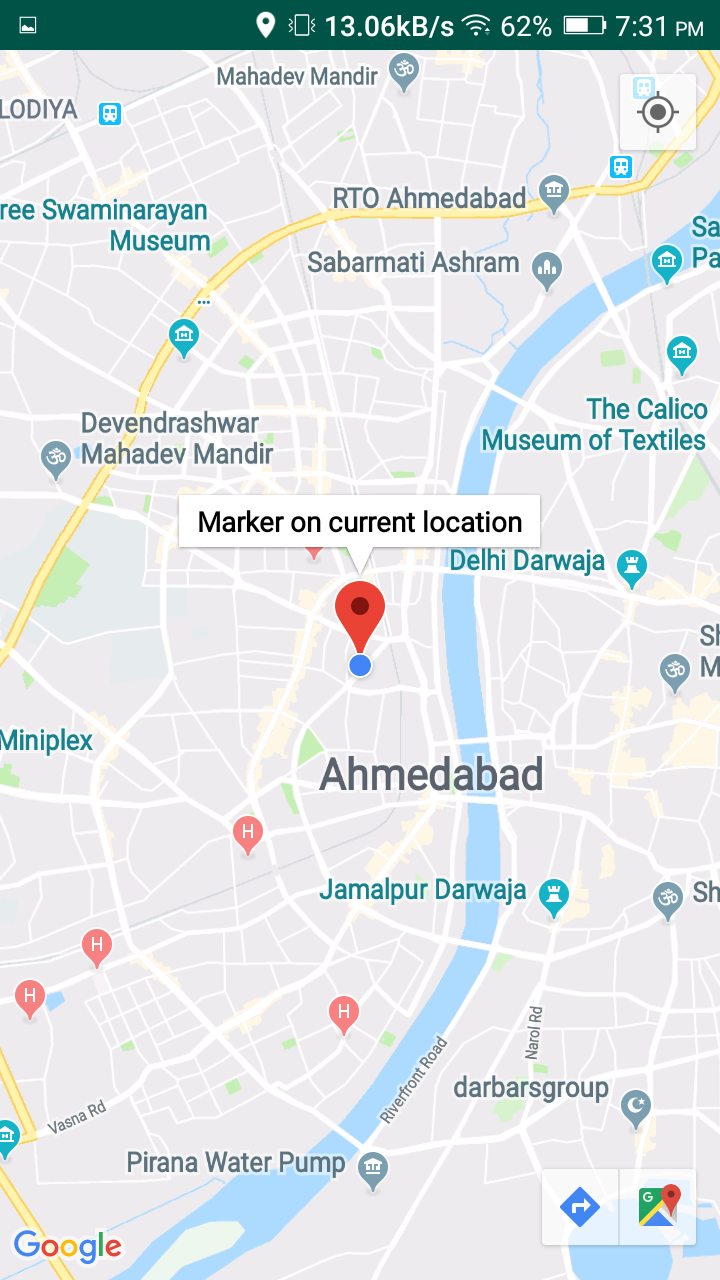 13.06kB/s 62% 7:31 PM
Mahadev Mandir
LODIYA
RTO Ahmedabad
ree Swaminarayan
Museum
Sa
Pa
Sabarmati Ashram
The Calico
Museum of Textiles
Devendrashwar
Mahadev Mandir
Marker on current location
Delhi Darwaja
Sh
M
Miniplex
Ahmedabad
H
Jamalpur Darwaja
Sh
H
H
H
Narol Rd
Riverfront Road
darbarsgroup
Vasna Rd
Pirana Water Pump
G
Google